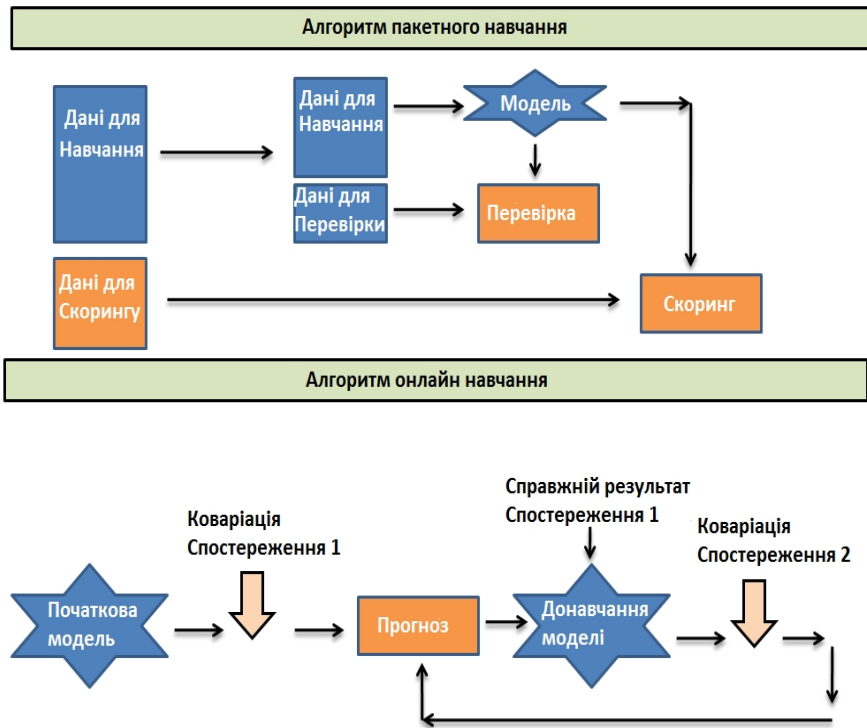 Алгоритм пакетного навчання
Дані для
Навчання
Дані для
Навчання
Модель
Дані для
Перевірки
Перевірка
Дані для
Скорингу
Скоринг
Алгоритм онлайн навчання
Коваріація
Спостереження 1
Справжній результат
Спостереження 1
Коваріація
Спостереження 2
Початкова
модель
Прогноз
Донавчання
моделі